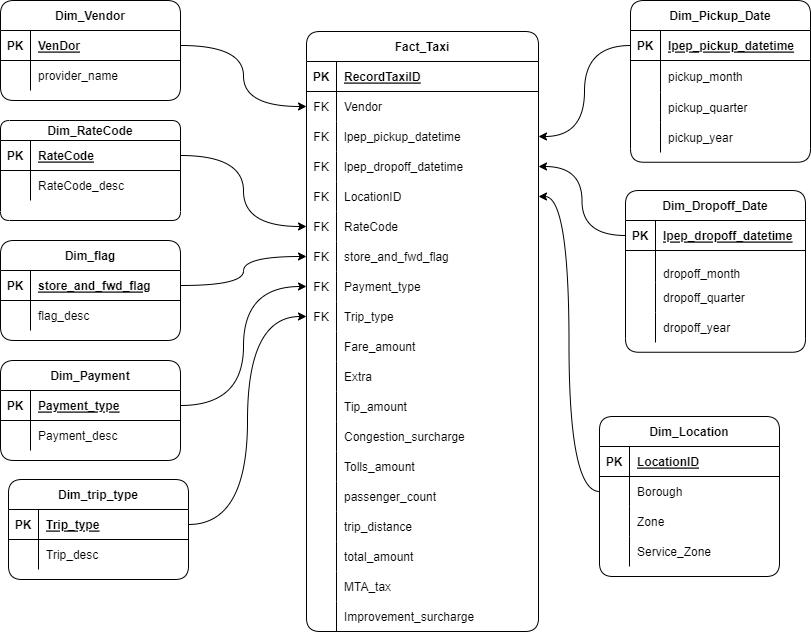 Dim_Vendor
PK VenDor
provider_name
Dim_RateCode
PK RateCode
RateCode_desc
Dim_flag
PK store_and_fwd_flag
flag_desc
Dim_Payment
PK Payment_type
Payment_desc
Dim_trip_type
PK Trip_type
Trip_desc
Fact_Taxi
PK RecordTaxiID
FK Vendor
FK lpep_pickup_datetime
FK lpep_dropoff_datetime
FK LocationID
FK RateCode
FK store_and_fwd_flag
FK Payment_type
FK Trip_type
Fare_amount
Extra
Tip_amount
Congestion_surcharge
Tolls_amount
passenger_count
trip_distance
total_amount
MTA_tax
Improvement_surcharge
Dim_Pickup_Date
PK lpep_pickup_datetime
pickup_month
pickup_quarter
pickup_year
Dim_Dropoff_Date
PK lpep_dropoff_datetime
dropoff_month
dropoff_quarter
dropoff_year
Dim_Location
PK LocationID
Borough
Zone
Service_Zone